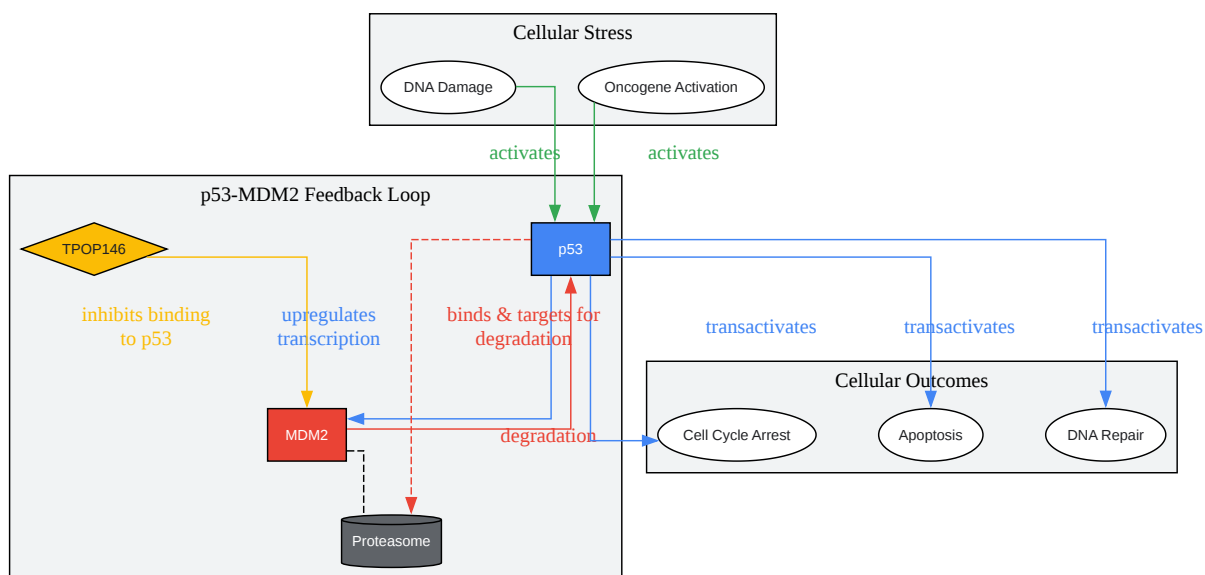 Cellular Stress
DNA Damage
Oncogene Activation
activates
activates
p53-MDM2 Feedback Loop
TPOP146
p53
inhibits binding
to p53
upregulates
transcription
binds & targets for
degradation
transactivates
transactivates
transactivates
Cellular Outcomes
MDM2
degradation
Cell Cycle Arrest
Apoptosis
DNA Repair
Proteasome